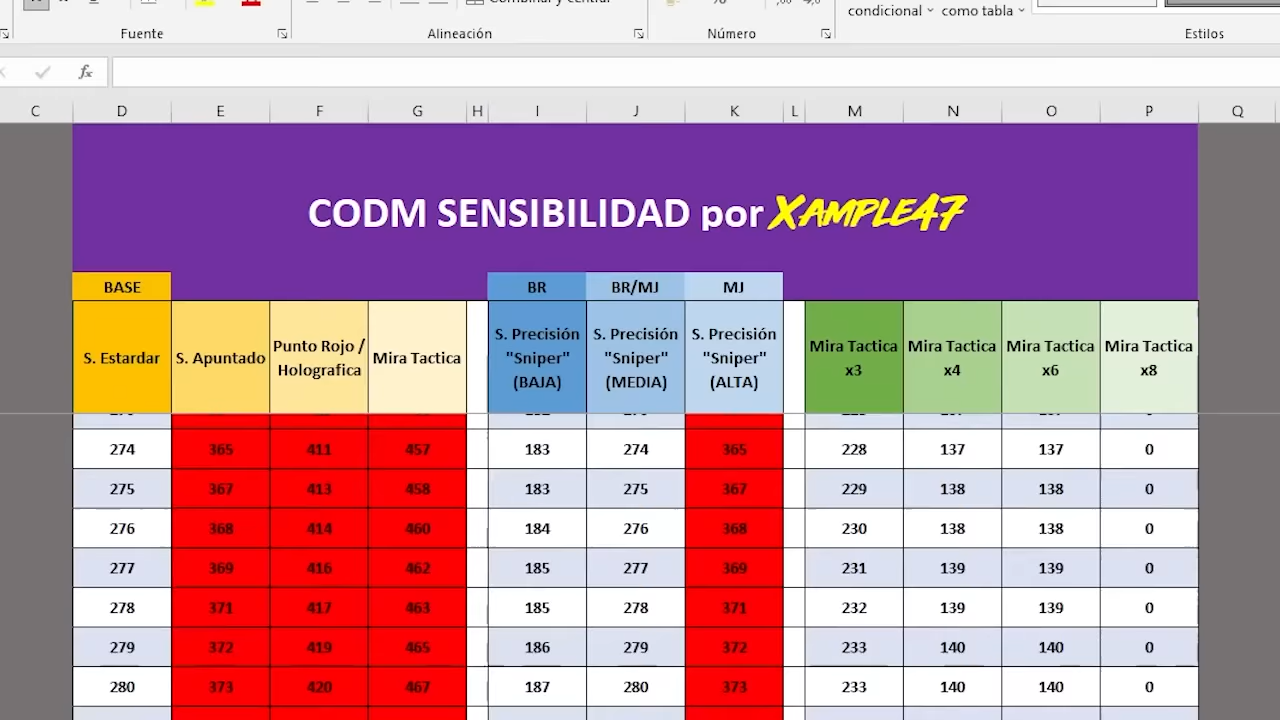 Combinar y centrar
condicional como tabla
Fuente Alineación Número Estilos
fx
C D E F G H I J K L M N O P Q
CODM SENSIBILIDAD por XAMPLE47
BASE BR BR/MJ MJ
S. Estardar S. Apuntado Punto Rojo / Holografica Mira Tactica S. Precisión "Sniper" (BAJA) S. Precisión "Sniper" (MEDIA) S. Precisión "Sniper" (ALTA) Mira Tactica x3 Mira Tactica x4 Mira Tactica x6 Mira Tactica x8
274 365 411 457 183 274 365 228 137 137 0
275 367 413 458 183 275 367 229 138 138 0
276 368 414 460 184 276 368 230 138 138 0
277 369 416 462 185 277 369 231 139 139 0
278 371 417 463 185 278 371 232 139 139 0
279 372 419 465 186 279 372 233 140 140 0
280 373 420 467 187 280 373 233 140 140 0